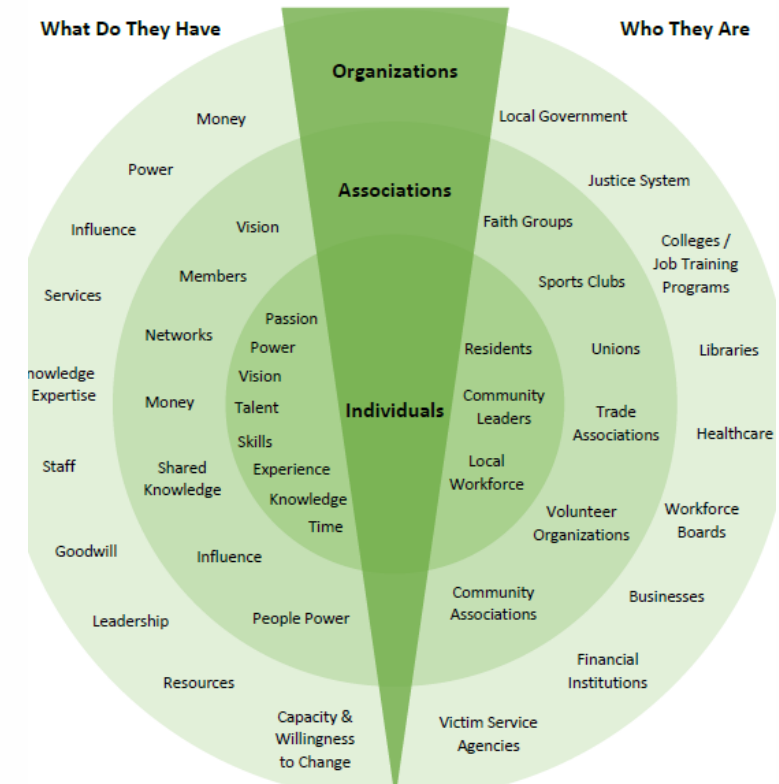 What Do They Have
Who They Are
Organizations
Associations
Individuals
Money
Power
Influence
Services
nowledge
Expertise
Staff
Goodwill
Leadership
Resources
Capacity &
Willingness
to Change
Vision
Members
Networks
Money
Shared
Knowledge
Influence
People Power
Passion
Power
Vision
Talent
Skills
Experience
Knowledge
Time
Residents
Community
Leaders
Local
Workforce
Faith Groups
Sports Clubs
Unions
Trade
Associations
Volunteer
Organizations
Community
Associations
Local Government
Justice System
Colleges /
Job Training
Programs
Libraries
Healthcare
Workforce
Boards
Businesses
Financial
Institutions
Victim Service
Agencies